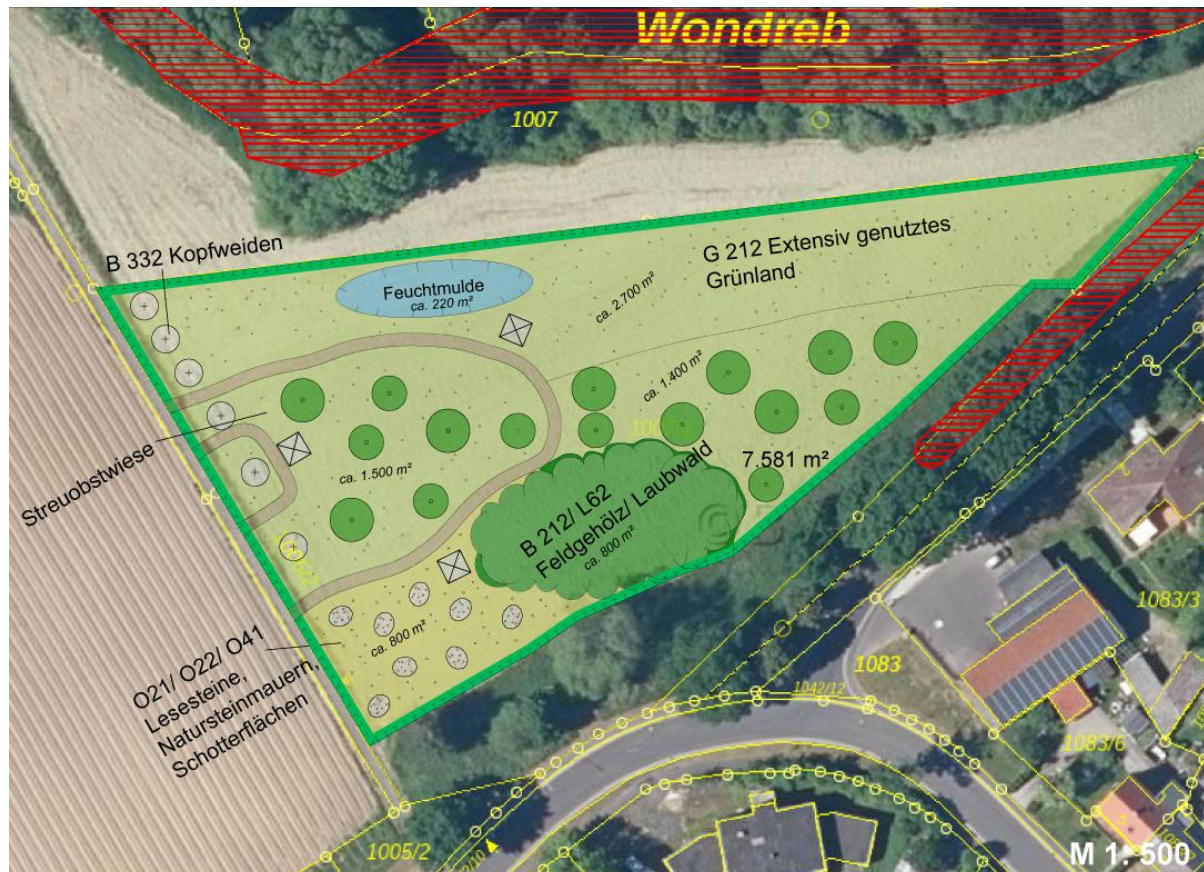 Wondreb
1007
G 212 Extensiv genutztes
Grünland
B 332 Kopfweiden
Feuchtmulde
ca. 220 m²
ca. 2.700 m²
ca. 1.400 m²
Streuobstwiese
ca. 1.500 m²
7.581 m²
B 212/ L62
Feldgehölz/ Laubwald
ca. 800 m²
ca. 800 m²
O21/ O22/ O41
Lesesteine,
Natursteinmauern,
Schotterflächen
1083/3
1083
1042/12
1083/6
1005/2
M 1: 500